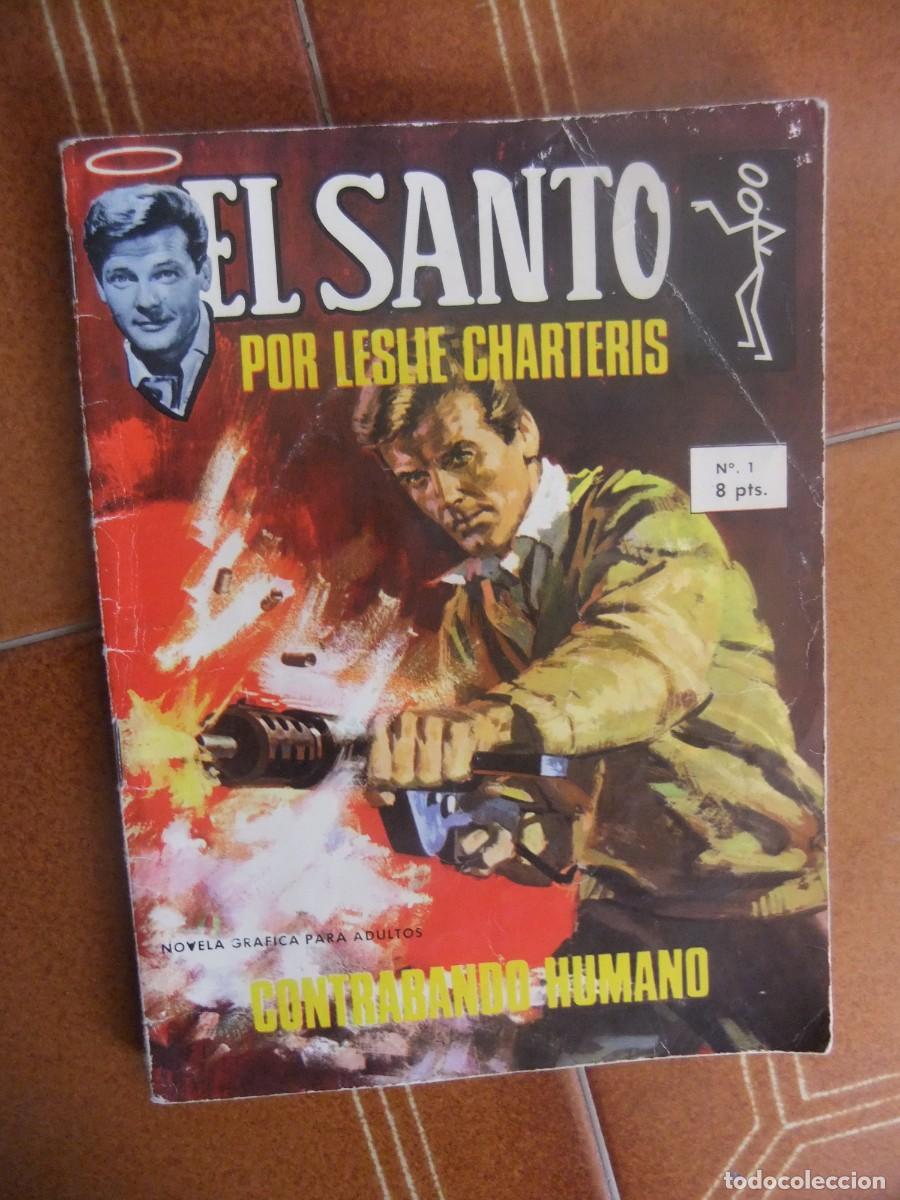 EL SANTO
POR LESLIE CHARTERIS
Nº. 1
8 pts.
NOVELA GRAFICA PARA ADULTOS
CONTRABANDO HUMANO
todocoleccion